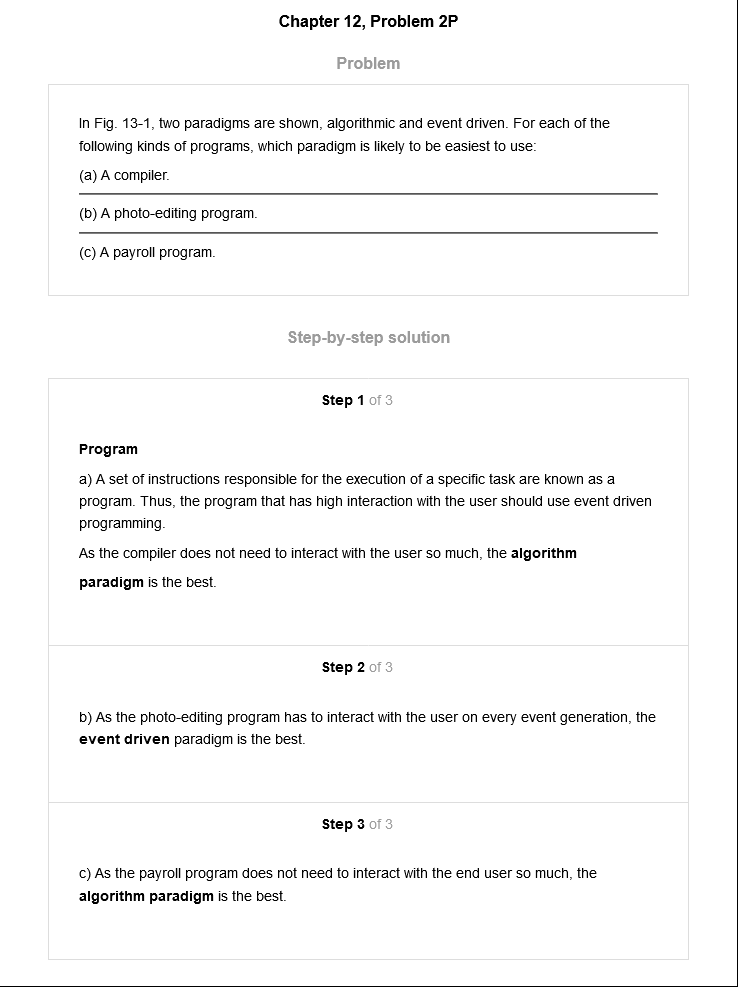 Chapter 12, Problem 2P
Problem
In Fig. 13-1, two paradigms are shown, algorithmic and event driven. For each of the
following kinds of programs, which paradigm is likely to be easiest to use:
(a) A compiler.
(b) A photo-editing program.
(c) A payroll program.
Step-by-step solution
Step 1 of 3
Program
a) A set of instructions responsible for the execution of a specific task are known as a
program. Thus, the program that has high interaction with the user should use event driven
programming.
As the compiler does not need to interact with the user so much, the algorithm
paradigm is the best.
Step 2 of 3
b) As the photo-editing program has to interact with the user on every event generation, the
event driven paradigm is the best.
Step 3 of 3
c) As the payroll program does not need to interact with the end user so much, the
algorithm paradigm is the best.